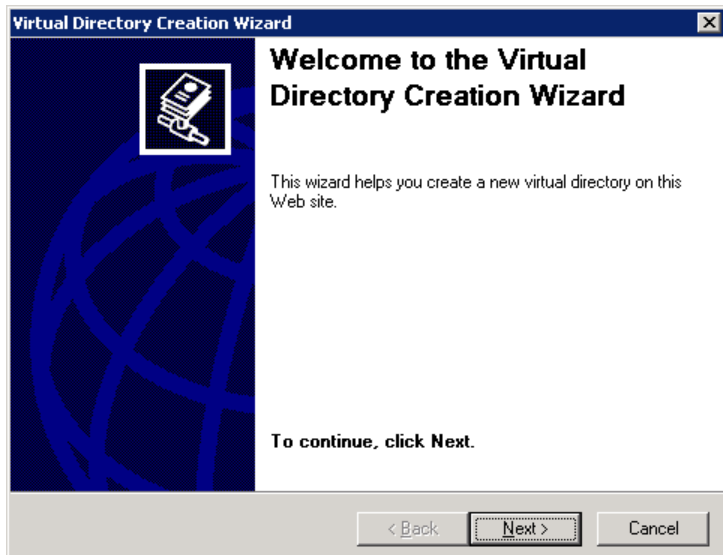 Virtual Directory Creation Wizard
Welcome to the Virtual
Directory Creation Wizard
This wizard helps you create a new virtual directory on this
Web site.
To continue, click Next.
< Back
Next >
Cancel